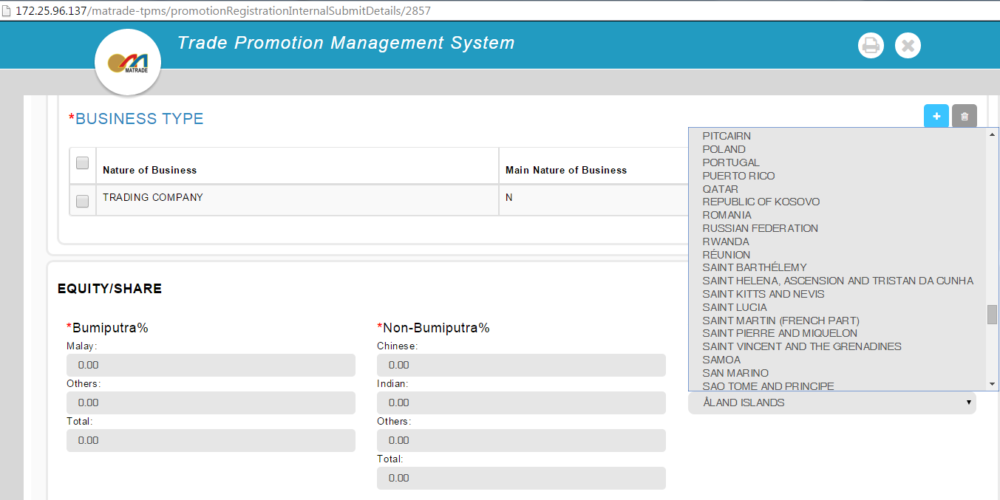 172.25.96.137/matrade-tpms/promotionRegistrationInternalSubmitDetails/2857
Trade Promotion Management System
MATRADE
*BUSINESS TYPE
+
Nature of Business
Main Nature of Business
TRADING COMPANY
N
EQUITY/SHARE
*Bumiputra%
Malay:
0.00
Others:
0.00
Total:
0.00
*Non-Bumiputra%
Chinese:
0.00
Indian:
0.00
Others:
0.00
Total:
0.00
PITCAIRN
POLAND
PORTUGAL
PUERTO RICO
QATAR
REPUBLIC OF KOSOVO
ROMANIA
RUSSIAN FEDERATION
RWANDA
RÉUNION
SAINT BARTHÉLEMY
SAINT HELENA, ASCENSION AND TRISTAN DA CUNHA
SAINT KITTS AND NEVIS
SAINT LUCIA
SAINT MARTIN (FRENCH PART)
SAINT PIERRE AND MIQUELON
SAINT VINCENT AND THE GRENADINES
SAMOA
SAN MARINO
SAO TOME AND PRINCIPE
ÅLAND ISLANDS